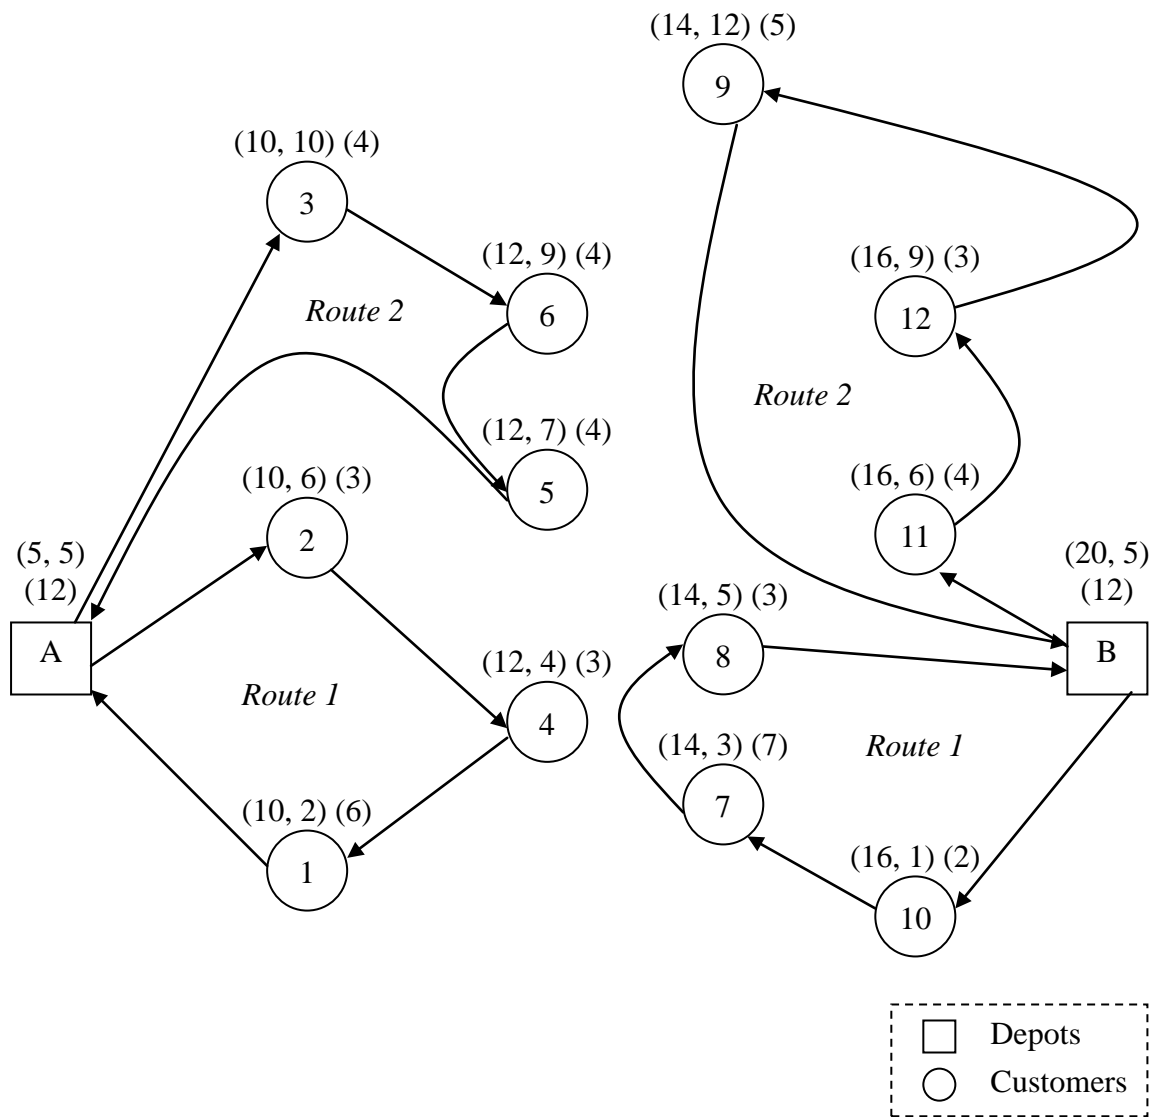 (14, 12) (5)
9
(10, 10) (4)
3
(12, 9) (4)
6
(16, 9) (3)
12
Route 2
Route 2
(12, 7) (4)
5
(10, 6) (3)
2
(16, 6) (4)
11
(5, 5)
(12)
A
(20, 5)
(12)
B
(14, 5) (3)
8
(12, 4) (3)
4
Route 1
Route 1
(14, 3) (7)
7
(10, 2) (6)
1
(16, 1) (2)
10
Depots
Customers